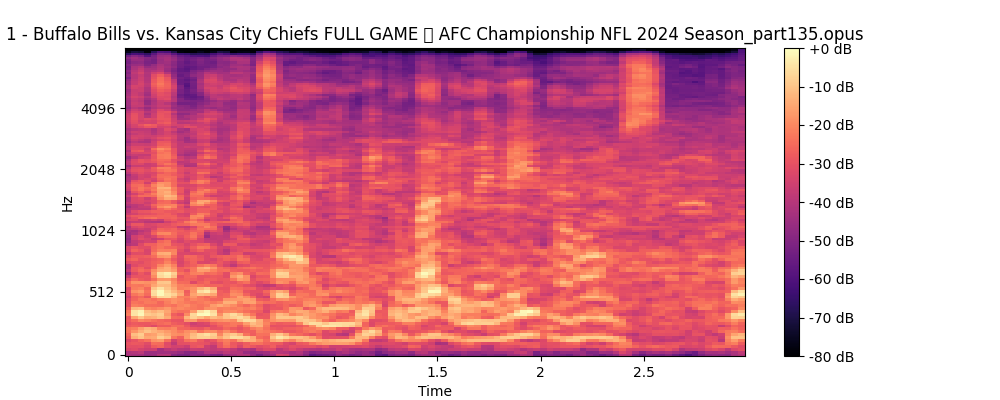 1 - Buffalo Bills vs. Kansas City Chiefs FULL GAME ▯ AFC Championship NFL 2024 Season_part135.opus
+0 dB
-10 dB
-20 dB
-30 dB
-40 dB
-50 dB
-60 dB
-70 dB
-80 dB
4096
2048
1024
512
0
Hz
0
0.5
1
1.5
2
2.5
Time